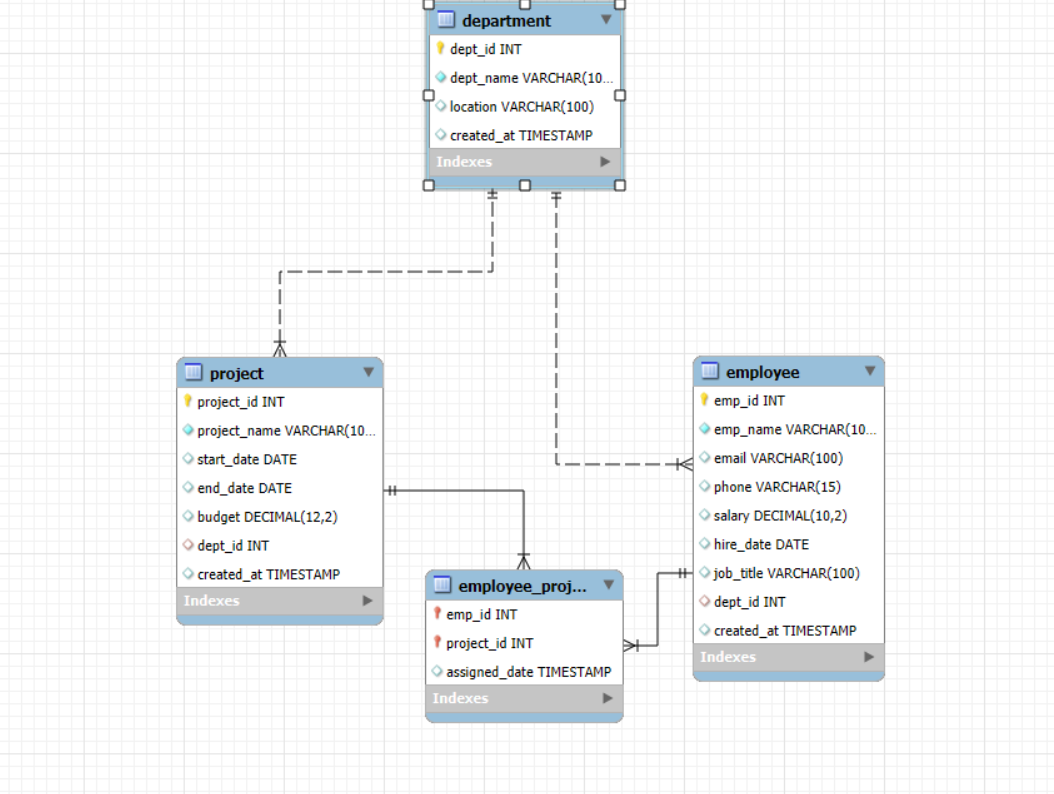 department
dept_id INT
dept_name VARCHAR(10...
location VARCHAR(100)
created_at TIMESTAMP
Indexes
project
project_id INT
project_name VARCHAR(10...
start_date DATE
end_date DATE
budget DECIMAL(12,2)
dept_id INT
created_at TIMESTAMP
Indexes
employee
emp_id INT
emp_name VARCHAR(10...
email VARCHAR(100)
phone VARCHAR(15)
salary DECIMAL(10,2)
hire_date DATE
job_title VARCHAR(100)
dept_id INT
created_at TIMESTAMP
Indexes
employee_proj...
emp_id INT
project_id INT
assigned_date TIMESTAMP
Indexes